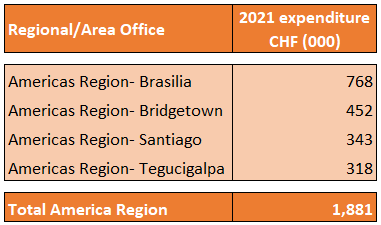 Regional/Area Office 2021 expenditure
CHF (000)
Americas Region- Brasilia 768
Americas Region- Bridgetown 452
Americas Region- Santiago 343
Americas Region- Tegucigalpa 318
Total America Region 1,881